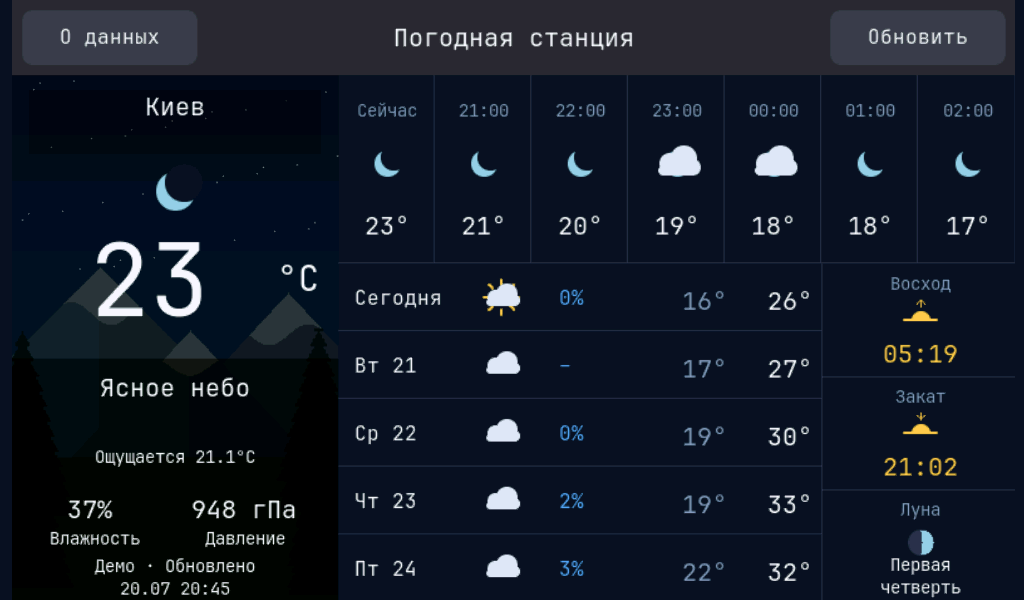 О данных
Погодная станция
Обновить
Киев
23 °C
Ясное небо
Ощущается 21.1°C
37% 948 гПа
Влажность Давление
Демо · Обновлено
20.07 20:45
Сейчас 21:00 22:00 23:00 00:00 01:00 02:00
23° 21° 20° 19° 18° 18° 17°
Сегодня 0% 16° 26°
Вт 21 – 17° 27°
Ср 22 0% 19° 30°
Чт 23 2% 19° 33°
Пт 24 3% 22° 32°
Восход
05:19
Закат
21:02
Луна
Первая
четверть